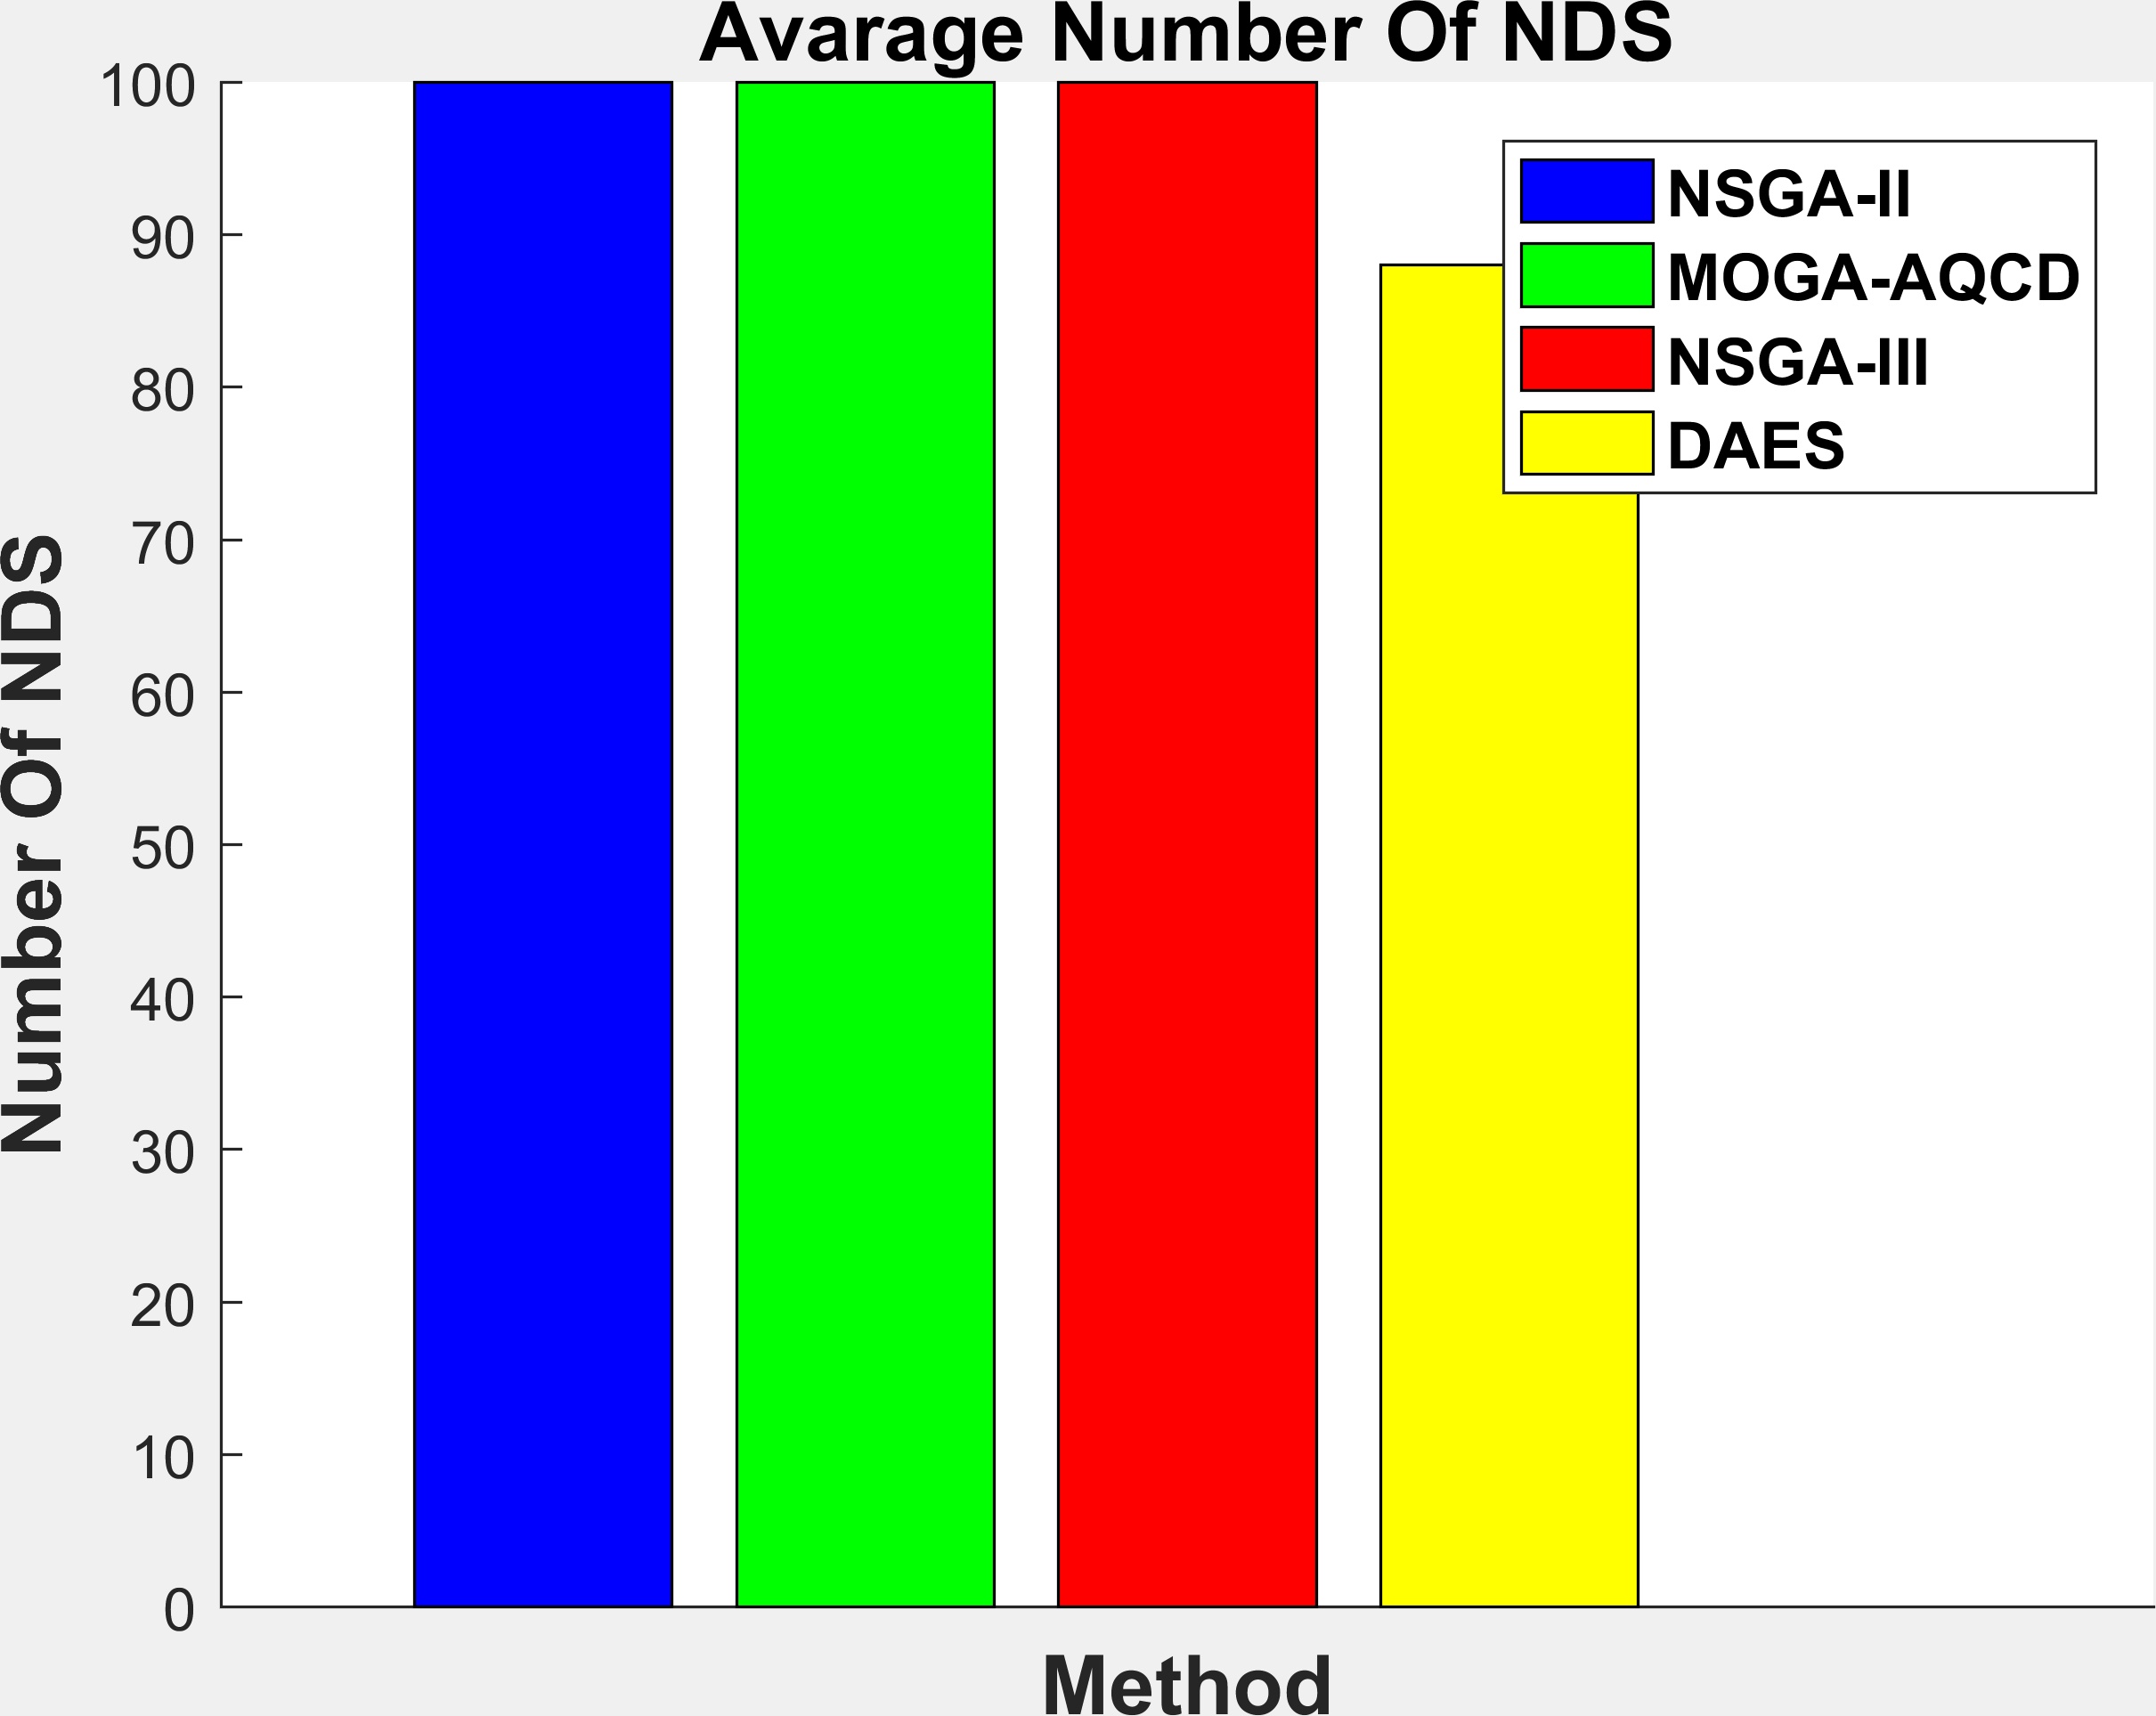 Avarage Number Of NDS
100
90
80
70
60
50
40
30
20
10
0
Number Of NDS
NSGA-II
MOGA-AQCD
NSGA-III
DAES
Method